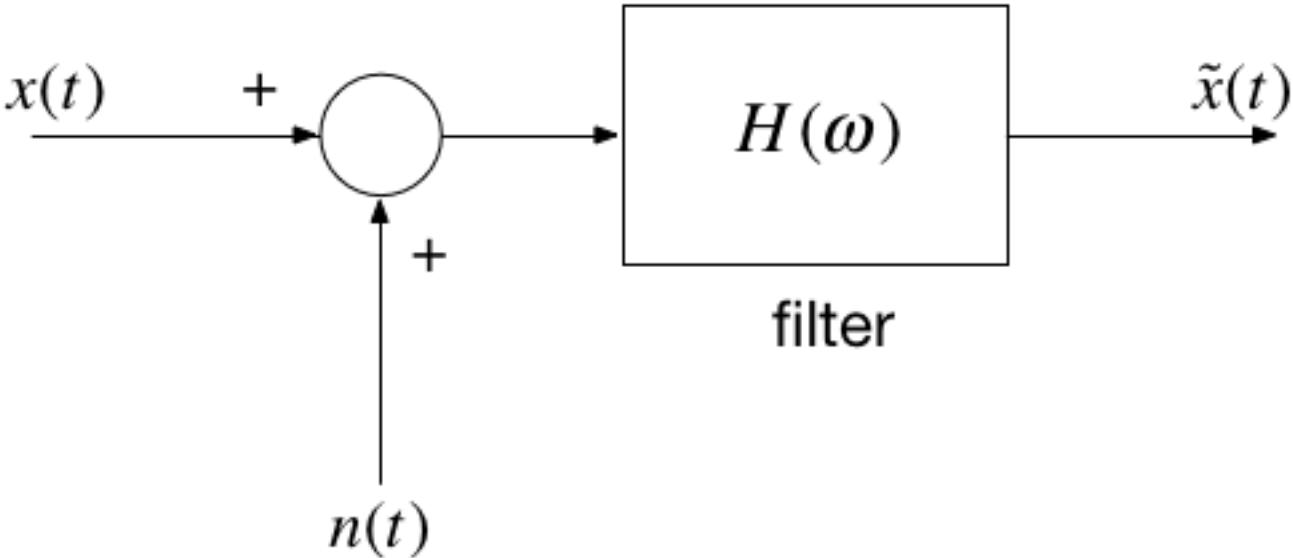 x(t)
+
H(ω)
x̃(t)
+
filter
n(t)